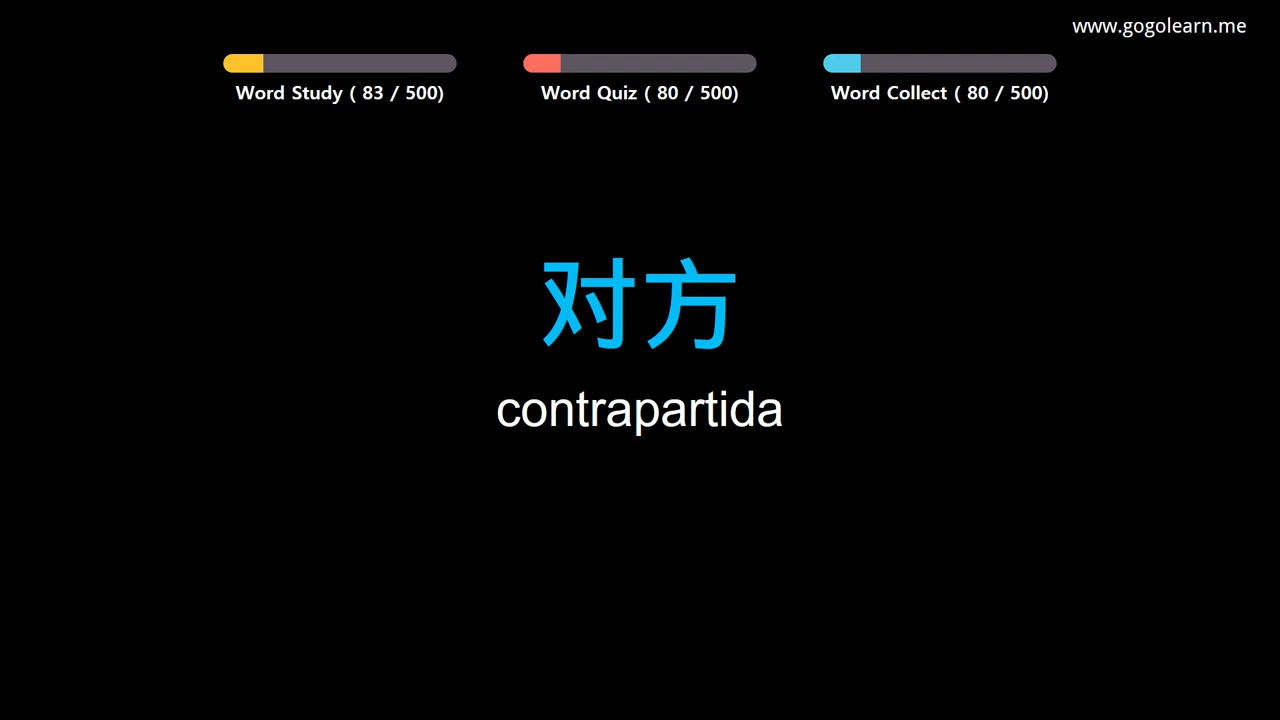 www.gogolearn.me
Word Study ( 83 / 500)
Word Quiz ( 80 / 500)
Word Collect ( 80 / 500)
对方
contrapartida